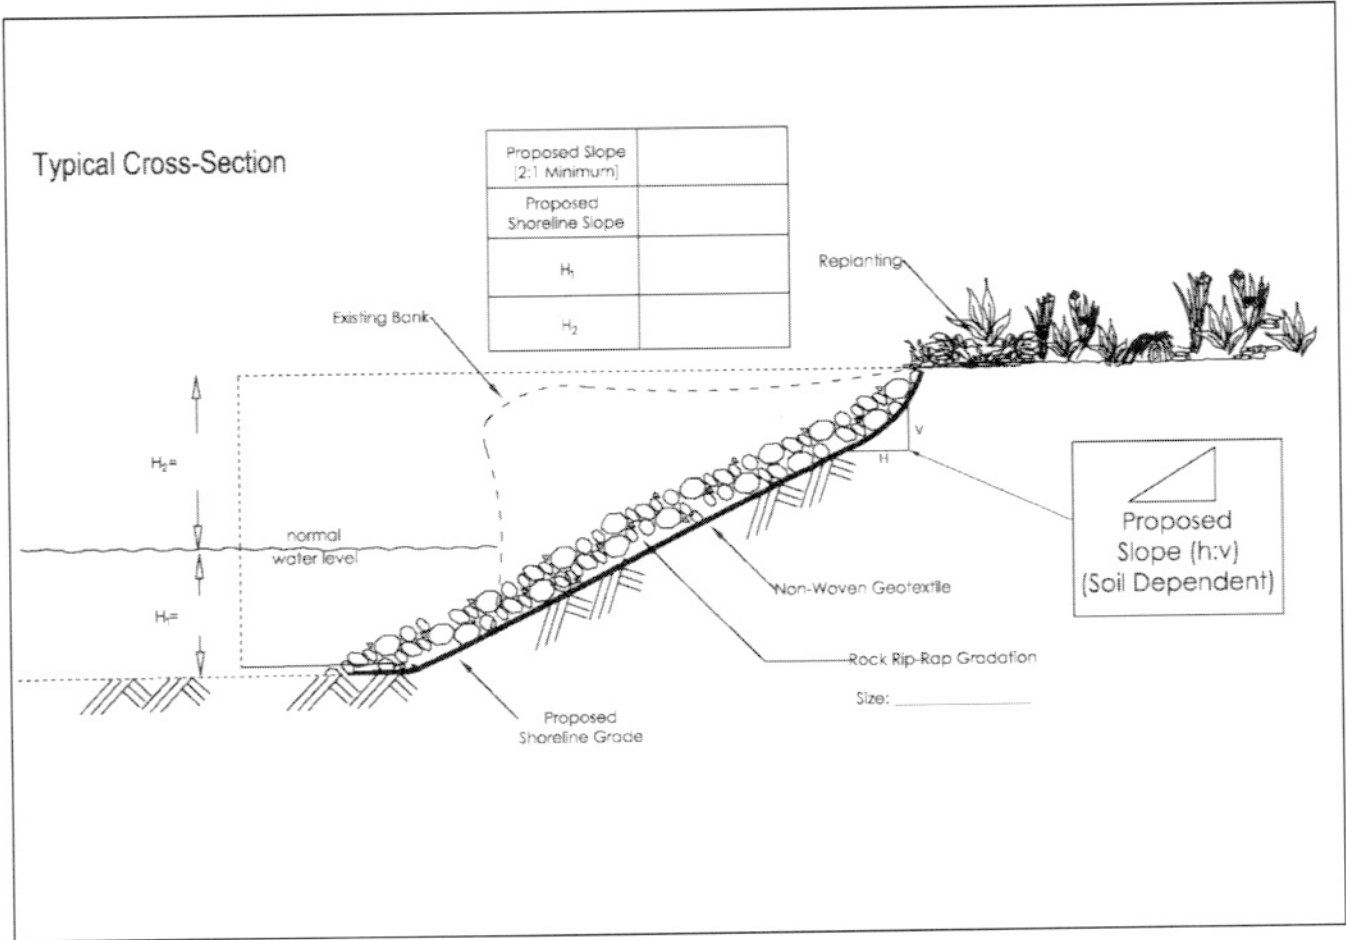 Typical Cross-Section
Proposed Slope
[2:1 Minimum]
Proposed
Shoreline Slope
H₁
H₂
Replanting
Existing Bank
H₂=
V
H
normal
water level
H₁=
Proposed
Slope (h:v)
(Soil Dependent)
Non-Woven Geotextile
Rock Rip-Rap Gradation
Size: ______________
Proposed
Shoreline Grade